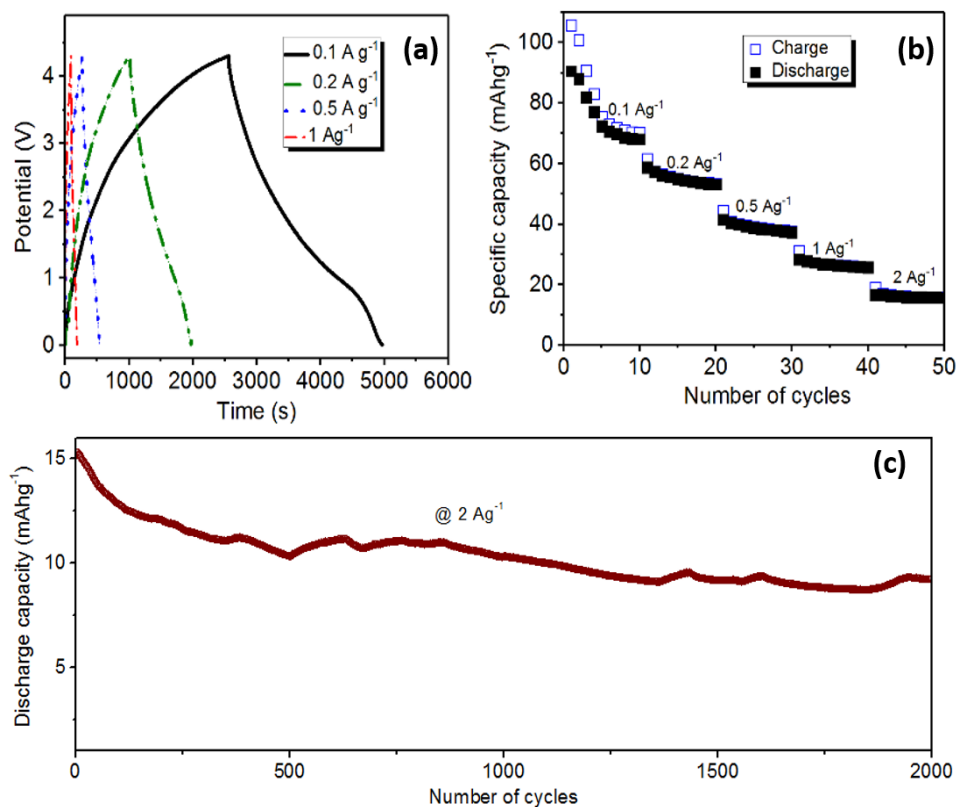 (a)
0.1 A g⁻¹
0.2 A g⁻¹
0.5 A g⁻¹
1 Ag⁻¹
Potential (V)
4
2
0
0 1000 2000 3000 4000 5000 6000
Time (s)
(b)
Charge
Discharge
0.1 Ag⁻¹
0.2 Ag⁻¹
0.5 Ag⁻¹
1 Ag⁻¹
2 Ag⁻¹
Specific capacity (mAhg⁻¹)
100
80
60
40
20
0
0 10 20 30 40 50
Number of cycles
(c)
@ 2 Ag⁻¹
Discharge capacity (mAhg⁻¹)
15
10
5
0 500 1000 1500 2000
Number of cycles